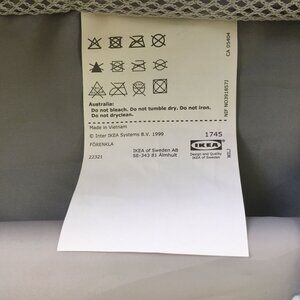 Australia:
Do not bleach. Do not tumble dry. Do not iron.
Do not dryclean.
Made in Vietnam
© Inter IKEA Systems B.V. 1999
1745
FÖRENKLA
22321
IKEA of Sweden AB
SE-343 81 Älmhult
IKEA
Design and Quality
IKEA of Sweden
CA 05404